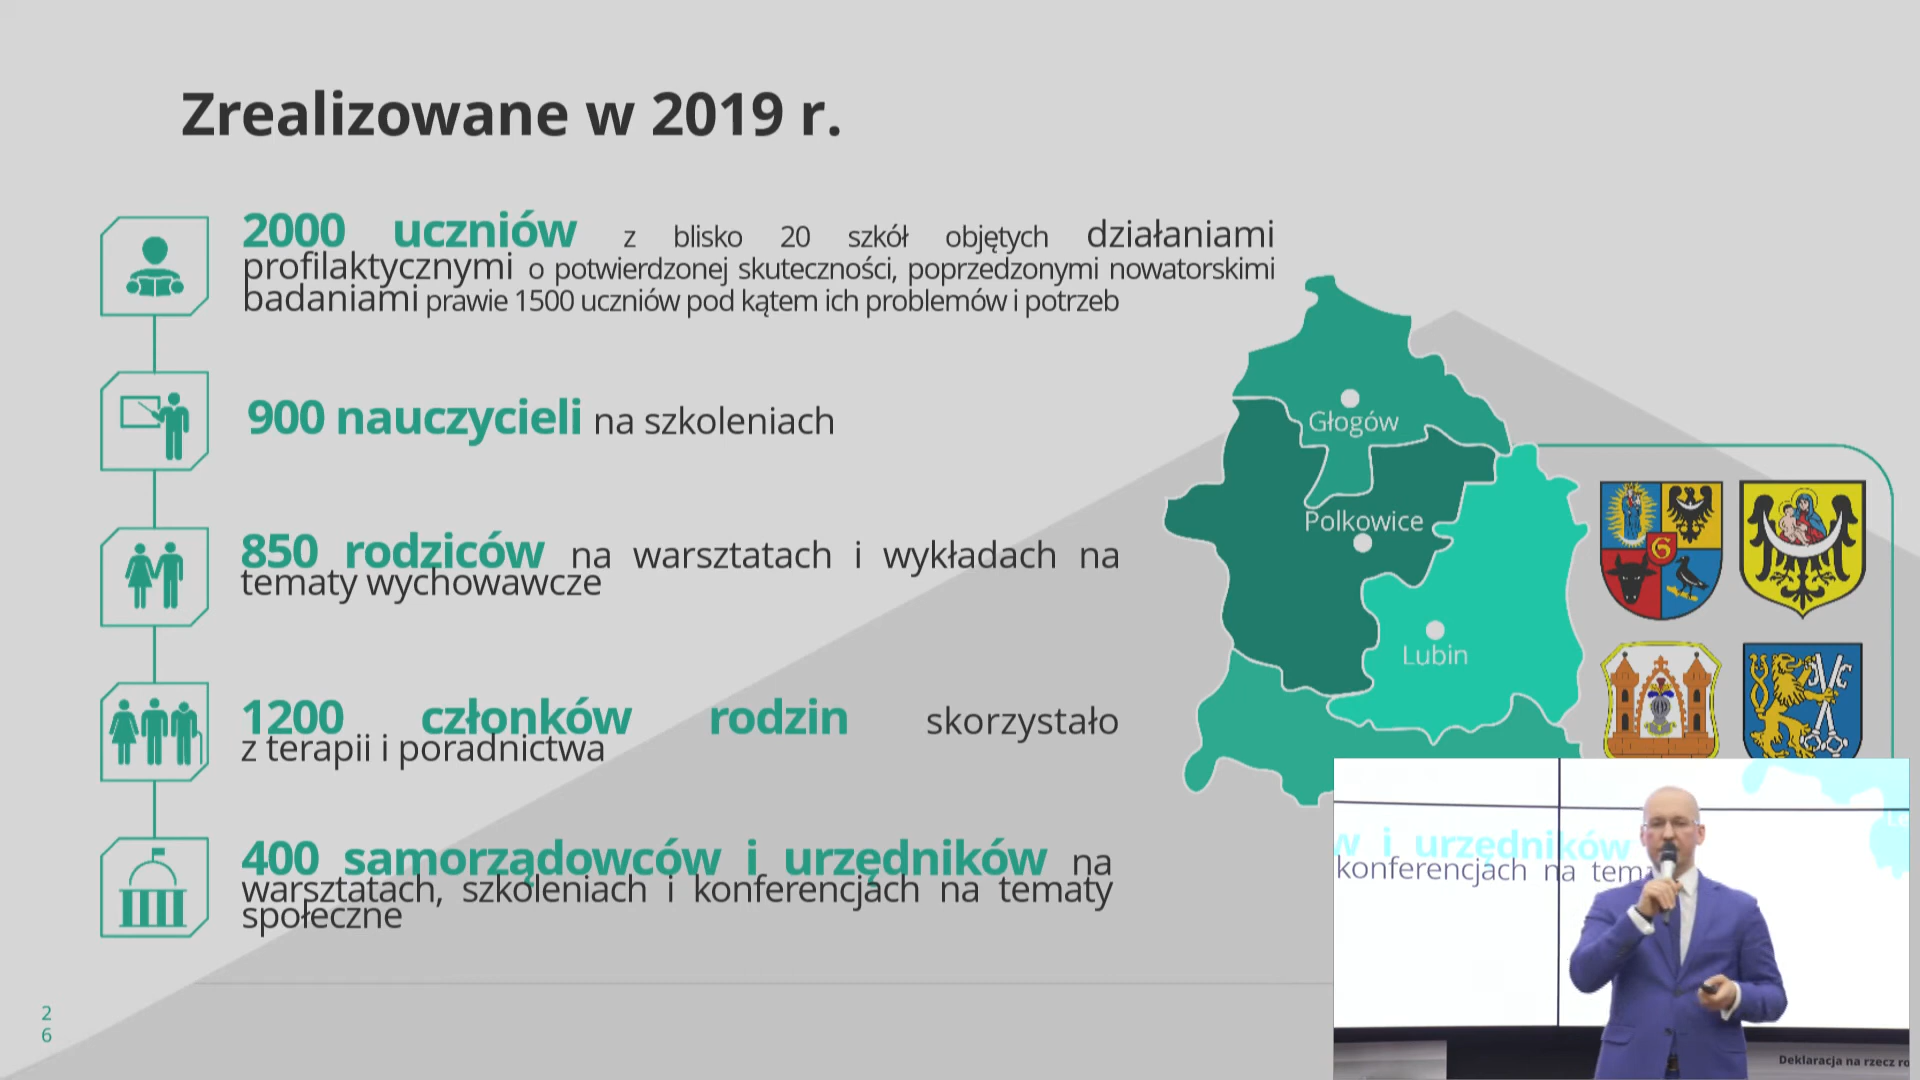 Zrealizowane w 2019 r.
2000 uczniów z blisko 20 szkół objętych działaniami
profilaktycznymi o potwierdzonej skuteczności, poprzedzonymi nowatorskimi
badaniami prawie 1500 uczniów pod kątem ich problemów i potrzeb
900 nauczycieli na szkoleniach
850 rodziców na warsztatach i wykładach na
tematy wychowawcze
1200 członków rodzin skorzystało
z terapii i poradnictwa
400 samorządowców i urzędników na
warsztatach, szkoleniach i konferencjach na tematy
społeczne
Głogów
Polkowice
Lubin
G
w i urzędników
konferencjach na tema
Deklaracja na rzecz ro
2
6